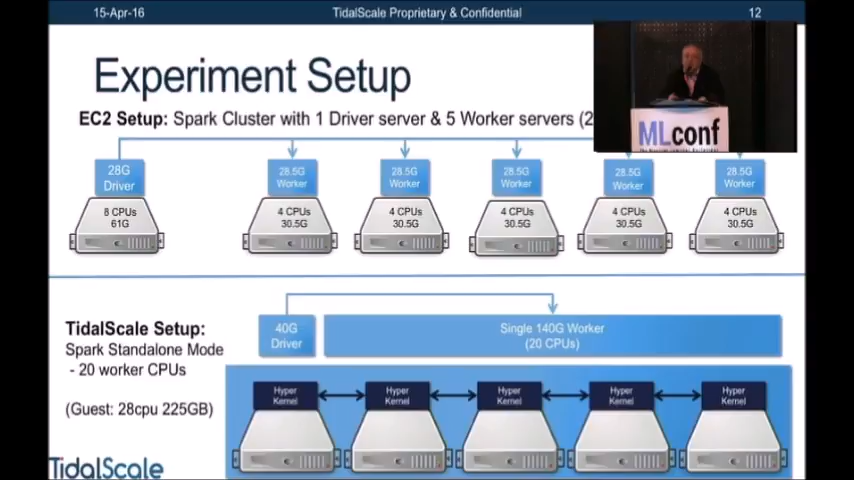 15-Apr-16
TidalScale Proprietary & Confidential
12
Experiment Setup
EC2 Setup: Spark Cluster with 1 Driver server & 5 Worker servers (2
MLconf
28G
Driver
28.5G
Worker
28.5G
Worker
28.5G
Worker
28.5G
Worker
28.5G
Worker
8 CPUs
61G
4 CPUs
30.5G
4 CPUs
30.5G
4 CPUs
30.5G
4 CPUs
30.5G
4 CPUs
30.5G
TidalScale Setup:
Spark Standalone Mode
- 20 worker CPUs
(Guest: 28cpu 225GB)
40G
Driver
Single 140G Worker
(20 CPUs)
Hyper
Kernel
Hyper
Kernel
Hyper
Kernel
Hyper
Kernel
Hyper
Kernel
TidalScale